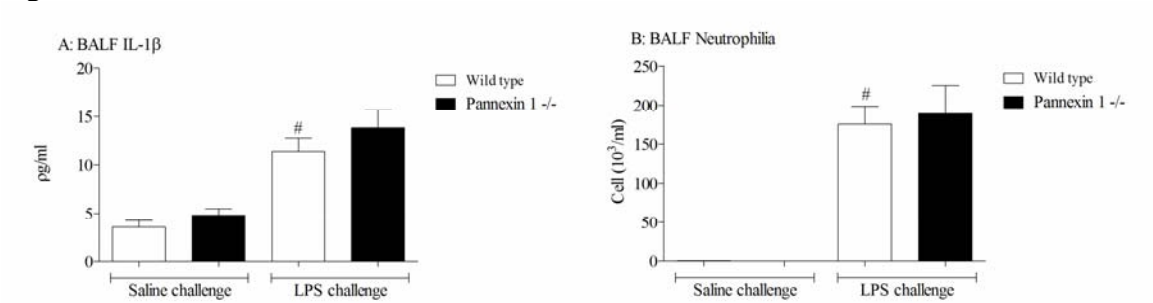 A: BALF IL-1β
20
15
10
5
0
ρg/ml
#
Wild type
Pannexin 1 -/-
Saline challenge
LPS challenge
B: BALF Neutrophilia
250
200
150
100
50
0
Cell (10³/ml)
#
Wild type
Pannexin 1 -/-
Saline challenge
LPS challenge